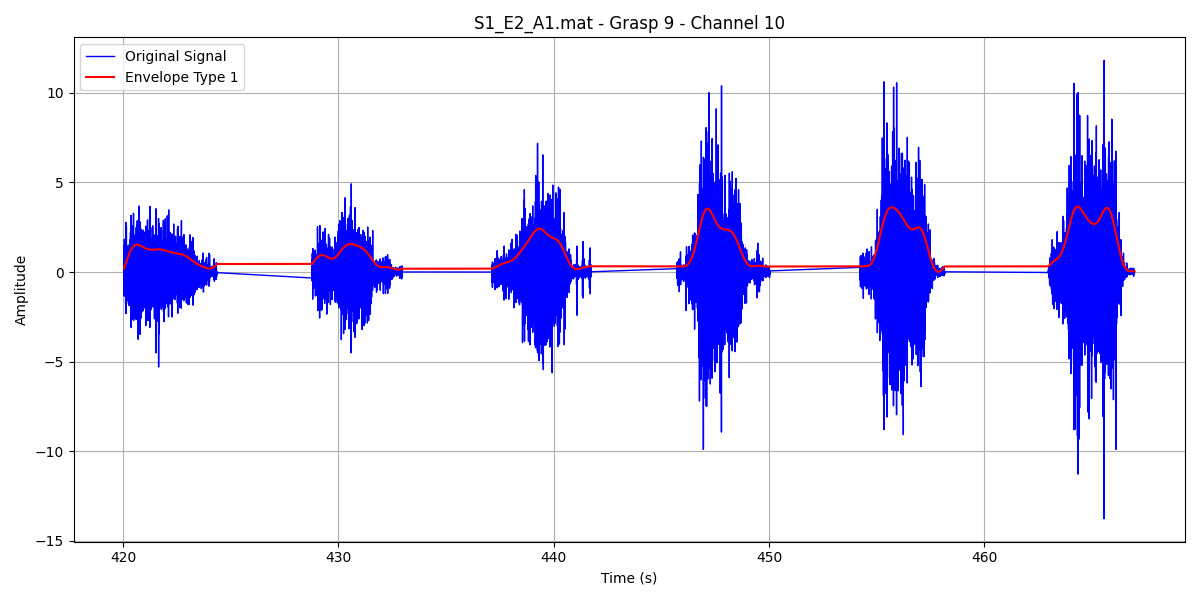 S1_E2_A1.mat - Grasp 9 - Channel 10
Original Signal
Envelope Type 1
10
5
0
−5
−10
−15
Amplitude
420
430
440
450
460
Time (s)